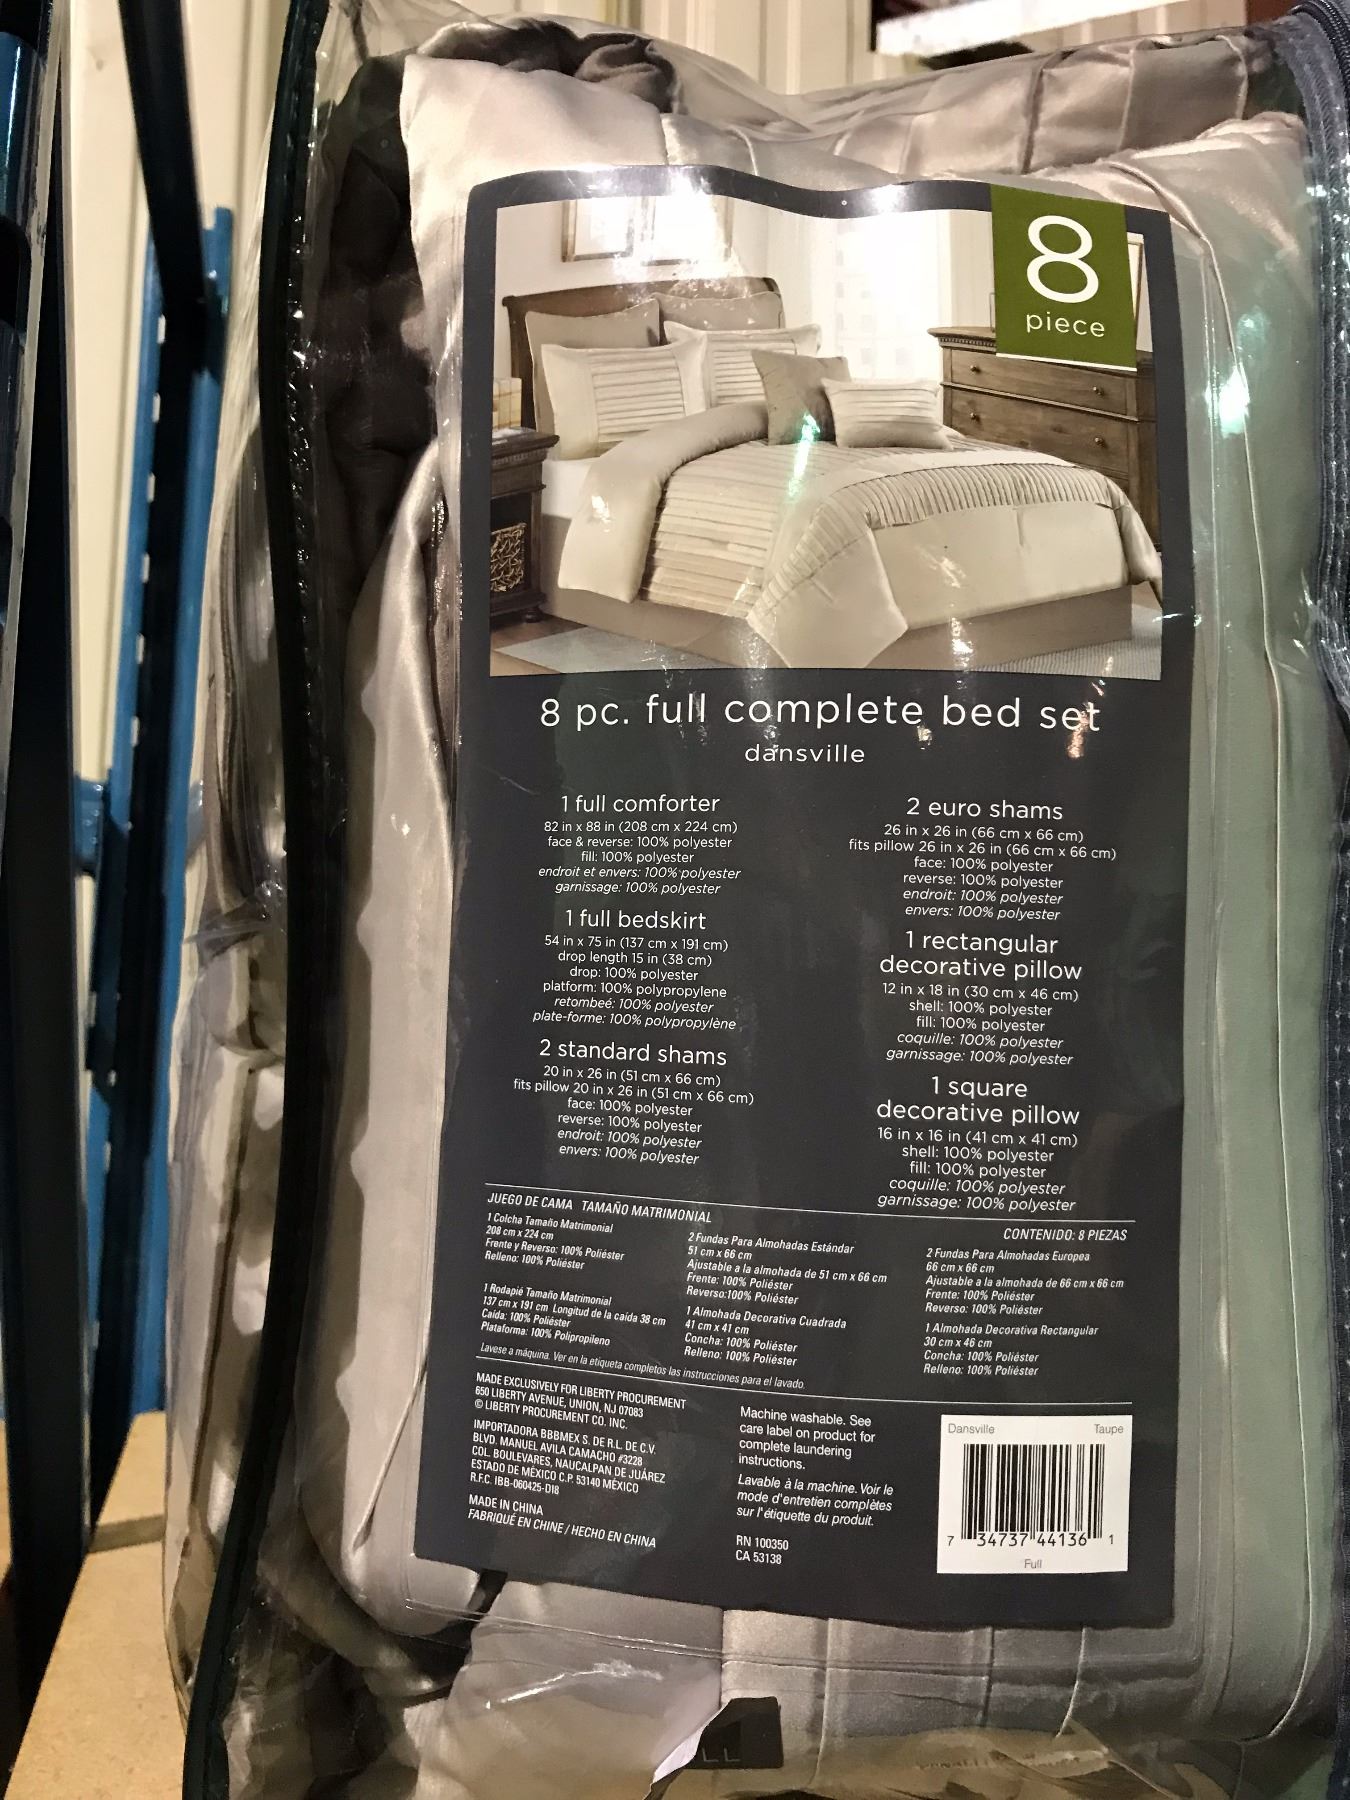 8
piece
8 pc. full complete bed set
dansville
1 full comforter
82 in x 88 in (208 cm x 224 cm)
face & reverse: 100% polyester
fill: 100% polyester
endroit et envers: 100% polyester
garnissage: 100% polyester
1 full bedskirt
54 in x 75 in (137 cm x 191 cm)
drop length 15 in (38 cm)
drop: 100% polyester
platform: 100% polypropylene
retombeé: 100% polyester
plate-forme: 100% polypropylène
2 standard shams
20 in x 26 in (51 cm x 66 cm)
fits pillow 20 in x 26 in (51 cm x 66 cm)
face: 100% polyester
reverse: 100% polyester
endroit: 100% polyester
envers: 100% polyester
2 euro shams
26 in x 26 in (66 cm x 66 cm)
fits pillow 26 in x 26 in (66 cm x 66 cm)
face: 100% polyester
reverse: 100% polyester
endroit: 100% polyester
envers: 100% polyester
1 rectangular
decorative pillow
12 in x 18 in (30 cm x 46 cm)
shell: 100% polyester
fill: 100% polyester
coquille: 100% polyester
garnissage: 100% polyester
1 square
decorative pillow
16 in x 16 in (41 cm x 41 cm)
shell: 100% polyester
fill: 100% polyester
coquille: 100% polyester
garnissage: 100% polyester
JUEGO DE CAMA TAMAÑO MATRIMONIAL
CONTENIDO: 8 PIEZAS
1 Colcha Tamaño Matrimonial
208 cm x 224 cm
Frente y Reverso: 100% Poliéster
Relleno: 100% Poliéster
1 Rodapié Tamaño Matrimonial
137 cm x 191 cm Longitud de la caída 38 cm
Caída: 100% Poliéster
Plataforma: 100% Polipropileno
2 Fundas Para Almohadas Estándar
51 cm x 66 cm
Ajustable a la almohada de 51 cm x 66 cm
Frente: 100% Poliéster
Reverso:100% Poliéster
1 Almohada Decorativa Cuadrada
41 cm x 41 cm
Concha: 100% Poliéster
Relleno: 100% Poliéster
2 Fundas Para Almohadas Europea
66 cm x 66 cm
Ajustable a la almohada de 66 cm x 66 cm
Frente: 100% Poliéster
Reverso: 100% Poliéster
1 Almohada Decorativa Rectangular
30 cm x 46 cm
Concha: 100% Poliéster
Relleno: 100% Poliéster
Lavese a máquina. Ver en la etiqueta completos las instrucciones para el lavado.
MADE EXCLUSIVELY FOR LIBERTY PROCUREMENT
650 LIBERTY AVENUE, UNION, NJ 07083
© LIBERTY PROCUREMENT CO. INC.
IMPORTADORA BBBMEX S. DE R.L. DE C.V.
BLVD. MANUEL AVILA CAMACHO #3228
COL. BOULEVARES, NAUCALPAN DE JUÁREZ
ESTADO DE MÉXICO C.P. 53140 MÉXICO
R.F.C. IBB-060425-D18
MADE IN CHINA
FABRIQUÉ EN CHINE / HECHO EN CHINA
Machine washable. See
care label on product for
complete laundering
instructions.
Lavable à la machine. Voir le
mode d'entretien complètes
sur l'étiquette du produit.
RN 100350
CA 53138
Dansville Taupe
7 34737 44136 1
Full
LL